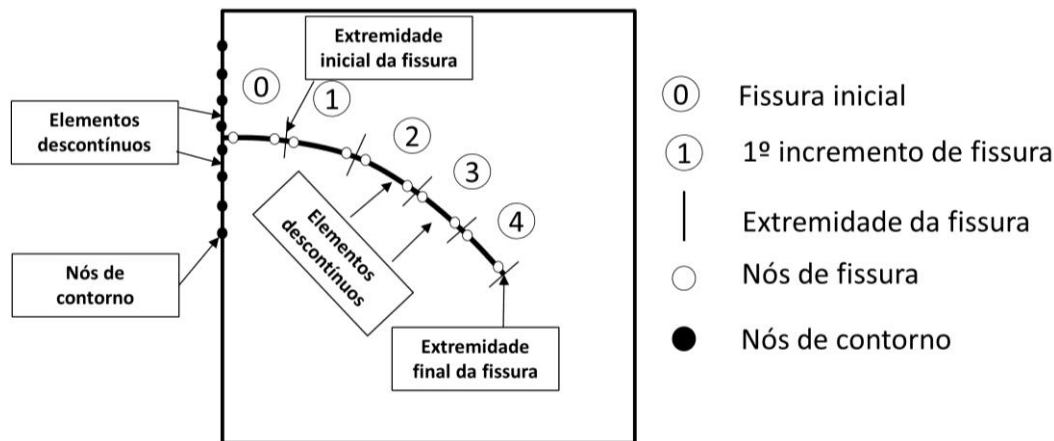 Extremidade
inicial da fissura
0
1
Elementos
descontínuos
2
3
4
Elementos
descontínuos
Nós de
contorno
Extremidade
final da fissura
0 Fissura inicial
1 1º incremento de fissura
Extremidade da fissura
Nós de fissura
Nós de contorno